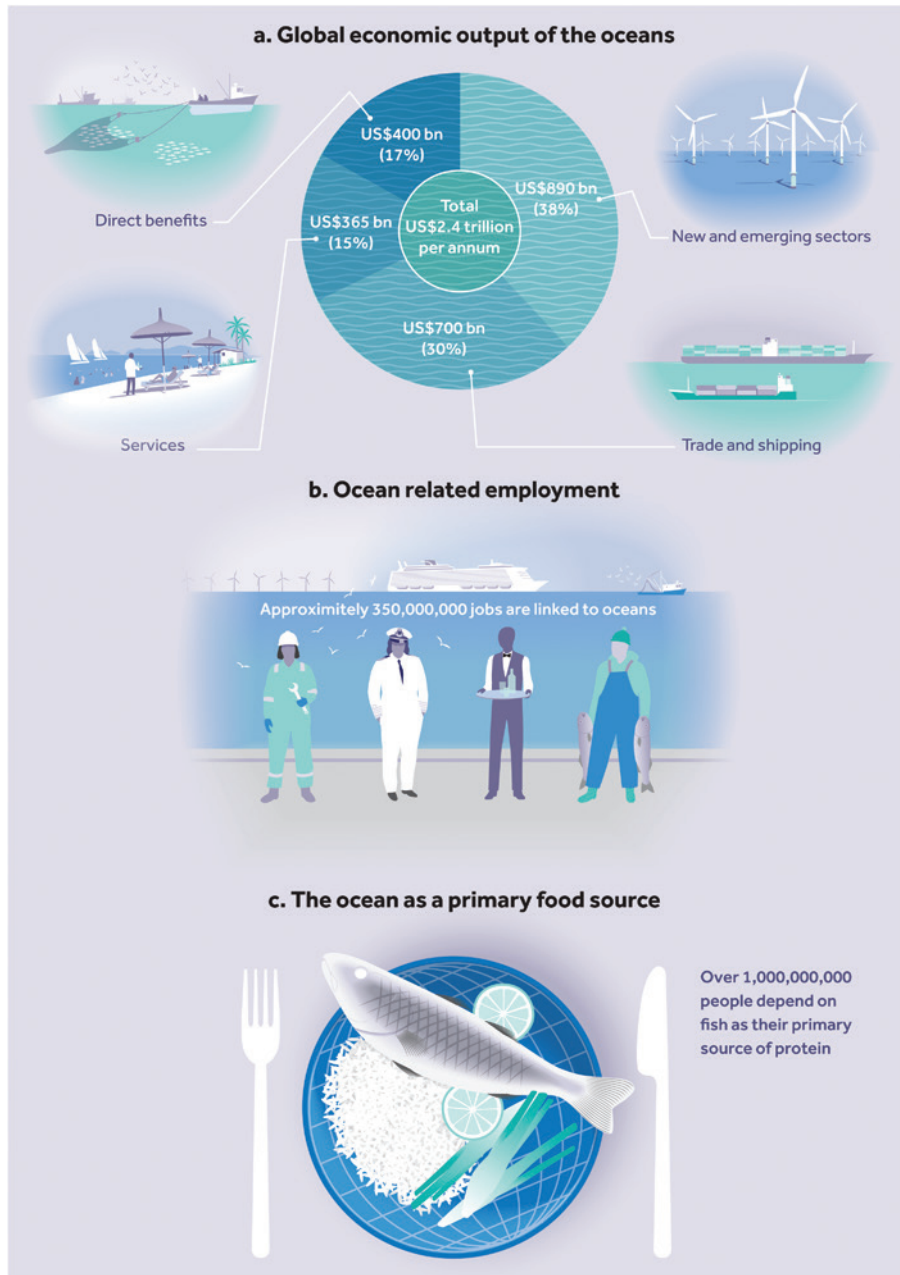 a. Global economic output of the oceans
US$400 bn
(17%)
US$890 bn
(38%)
Direct benefits
US$365 bn
(15%)
Total
US$2.4 trillion
per annum
New and emerging sectors
US$700 bn
(30%)
Services
Trade and shipping
b. Ocean related employment
Approximitely 350,000,000 jobs are linked to oceans
c. The ocean as a primary food source
Over 1,000,000,000
people depend on
fish as their primary
source of protein